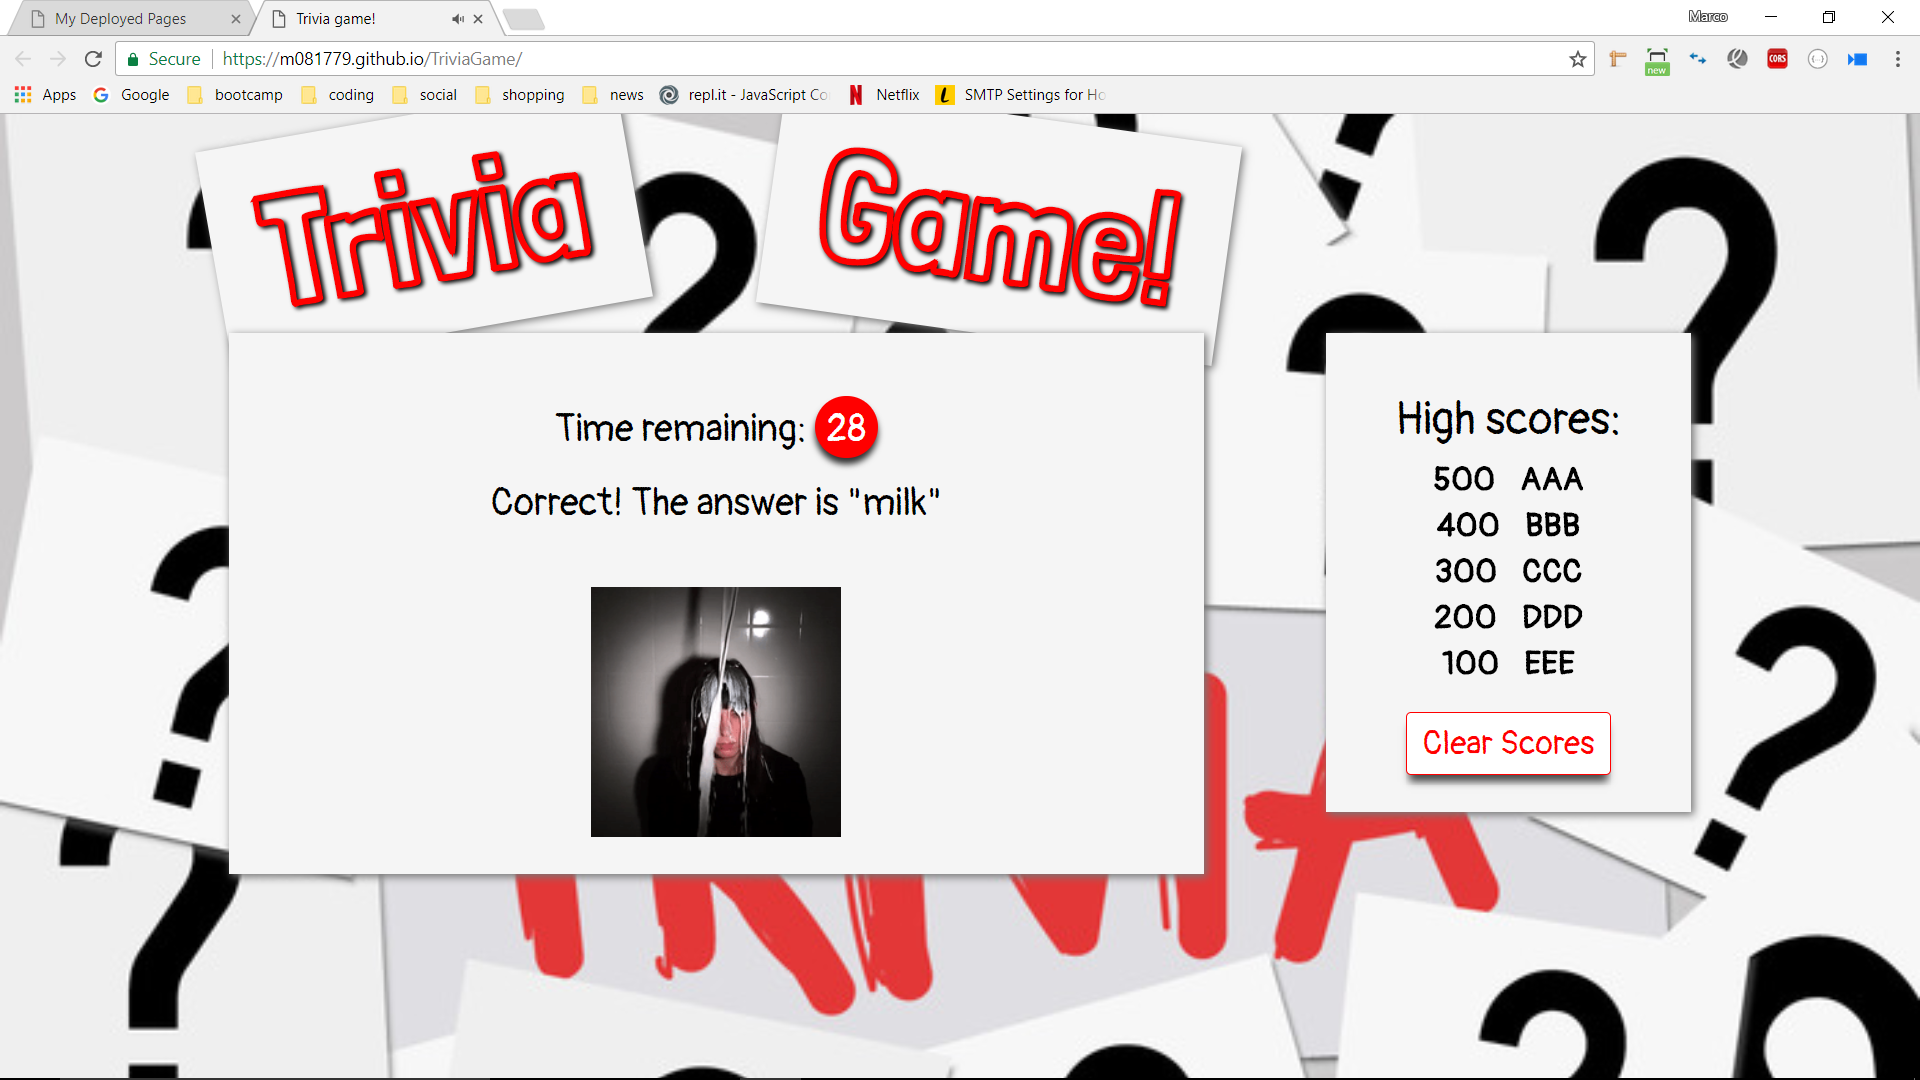 My Deployed Pages
Trivia game!
Marco
Secure
https://m081779.github.io/TriviaGame/
new
CORS
Apps
Google
bootcamp
coding
social
shopping
news
repl.it - JavaScript Co
Netflix
SMTP Settings for Ho
Trivia
Game!
Time remaining: 28
Correct! The answer is "milk"
High scores:
500 AAA
400 BBB
300 CCC
200 DDD
100 EEE
Clear Scores
TRIVIA
?
?
?
?
?
?
?
?